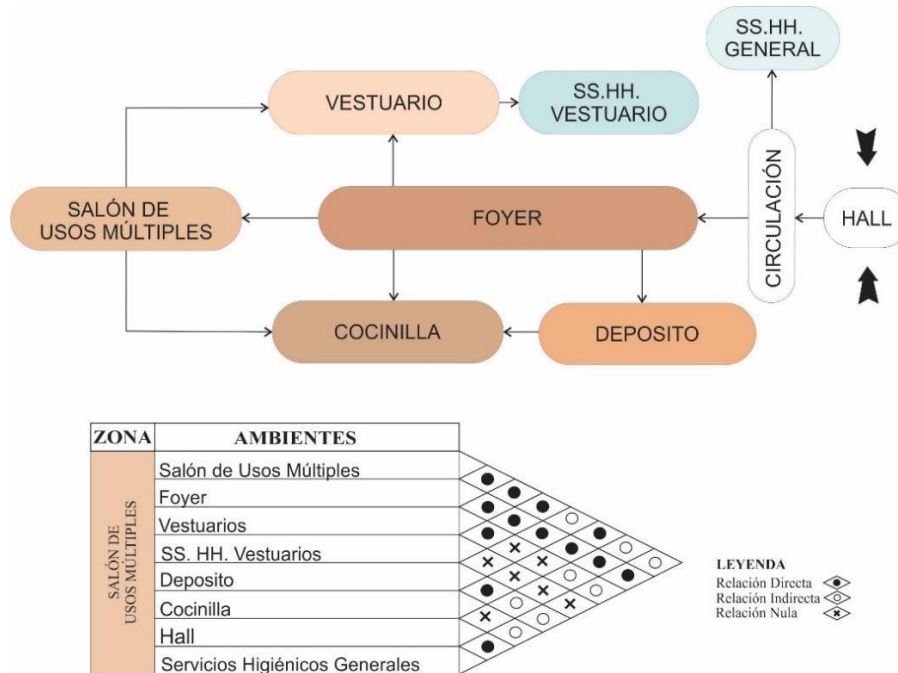 SS.HH.
GENERAL
VESTUARIO
SS.HH.
VESTUARIO
SALÓN DE
USOS MÚLTIPLES
FOYER
CIRCULACIÓN
HALL
COCINILLA
DEPOSITO
ZONA
AMBIENTES
SALÓN DE
USOS MÚLTIPLES
Salón de Usos Múltiples
Foyer
Vestuarios
SS. HH. Vestuarios
Deposito
Cocinilla
Hall
Servicios Higiénicos Generales
LEYENDA
Relación Directa
Relación Indirecta
Relación Nula